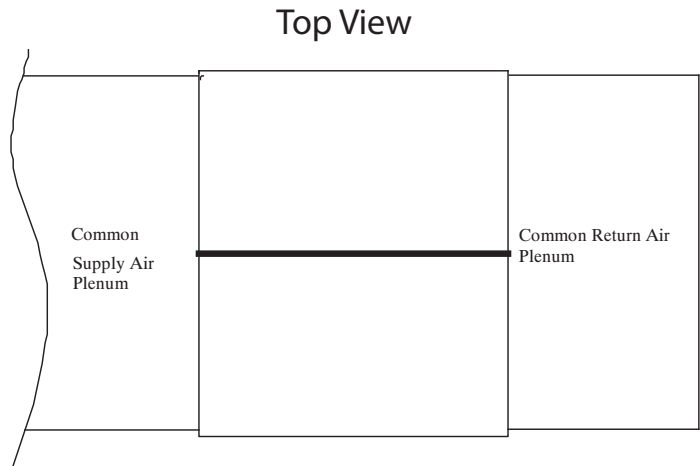 Top View
Common
Supply Air
Plenum
Common Return Air
Plenum